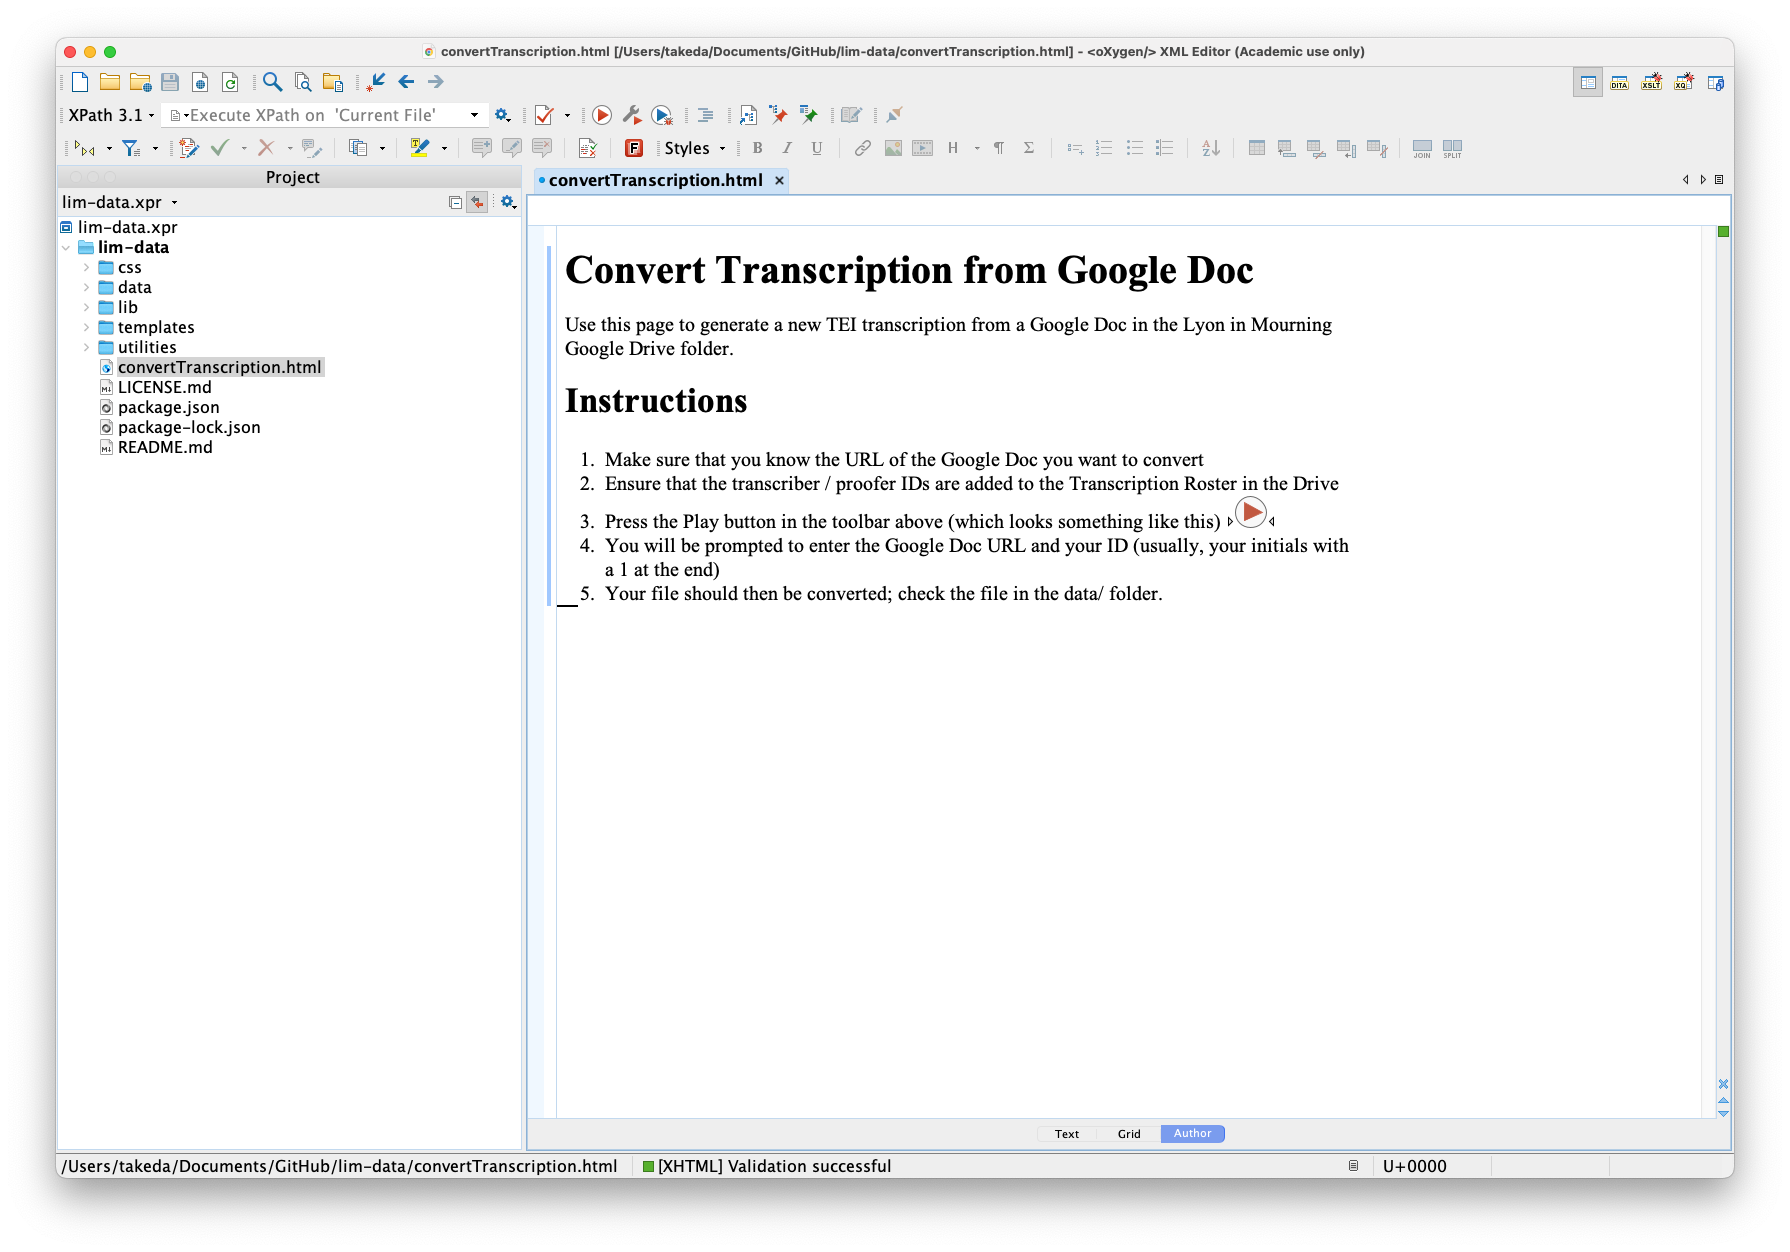 convertTranscription.html [/Users/takeda/Documents/GitHub/lim-data/convertTranscription.html] - <oXygen/> XML Editor (Academic use only)
DITA XSLT XQ
XPath 3.1 Execute XPath on 'Current File'
T F Styles B I U H ¶ Σ A Z JOIN SPLIT
Project
convertTranscription.html
lim-data.xpr
lim-data.xpr
lim-data
css
data
lib
templates
utilities
convertTranscription.html
LICENSE.md
package.json
package-lock.json
README.md
Convert Transcription from Google Doc
Use this page to generate a new TEI transcription from a Google Doc in the Lyon in Mourning
Google Drive folder.
Instructions
1. Make sure that you know the URL of the Google Doc you want to convert
2. Ensure that the transcriber / proofer IDs are added to the Transcription Roster in the Drive
3. Press the Play button in the toolbar above (which looks something like this)
4. You will be prompted to enter the Google Doc URL and your ID (usually, your initials with
a 1 at the end)
5. Your file should then be converted; check the file in the data/ folder.
Text Grid Author
/Users/takeda/Documents/GitHub/lim-data/convertTranscription.html [XHTML] Validation successful U+0000